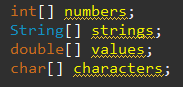 int[] numbers;
String[] strings;
double[] values;
char[] characters;